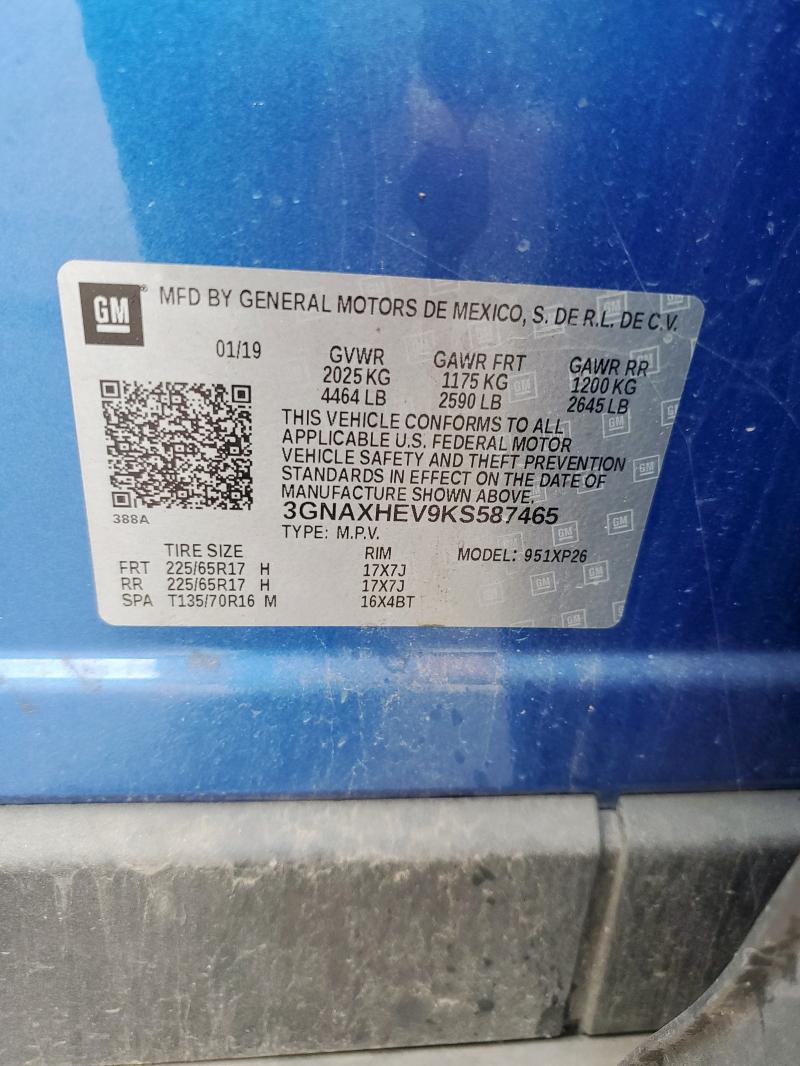 GM® MFD BY GENERAL MOTORS DE MEXICO, S. DE R.L. DE C.V.
01/19 GVWR GAWR FRT GAWR RR
2025 KG 1175 KG 1200 KG
4464 LB 2590 LB 2645 LB
THIS VEHICLE CONFORMS TO ALL
APPLICABLE U.S. FEDERAL MOTOR
VEHICLE SAFETY AND THEFT PREVENTION
STANDARDS IN EFFECT ON THE DATE OF
MANUFACTURE SHOWN ABOVE.
3GNAXHEV9KS587465
388A
TYPE: M.P.V.
TIRE SIZE RIM MODEL: 951XP26
FRT 225/65R17 H 17X7J
RR 225/65R17 H 17X7J
SPA T135/70R16 M 16X4BT